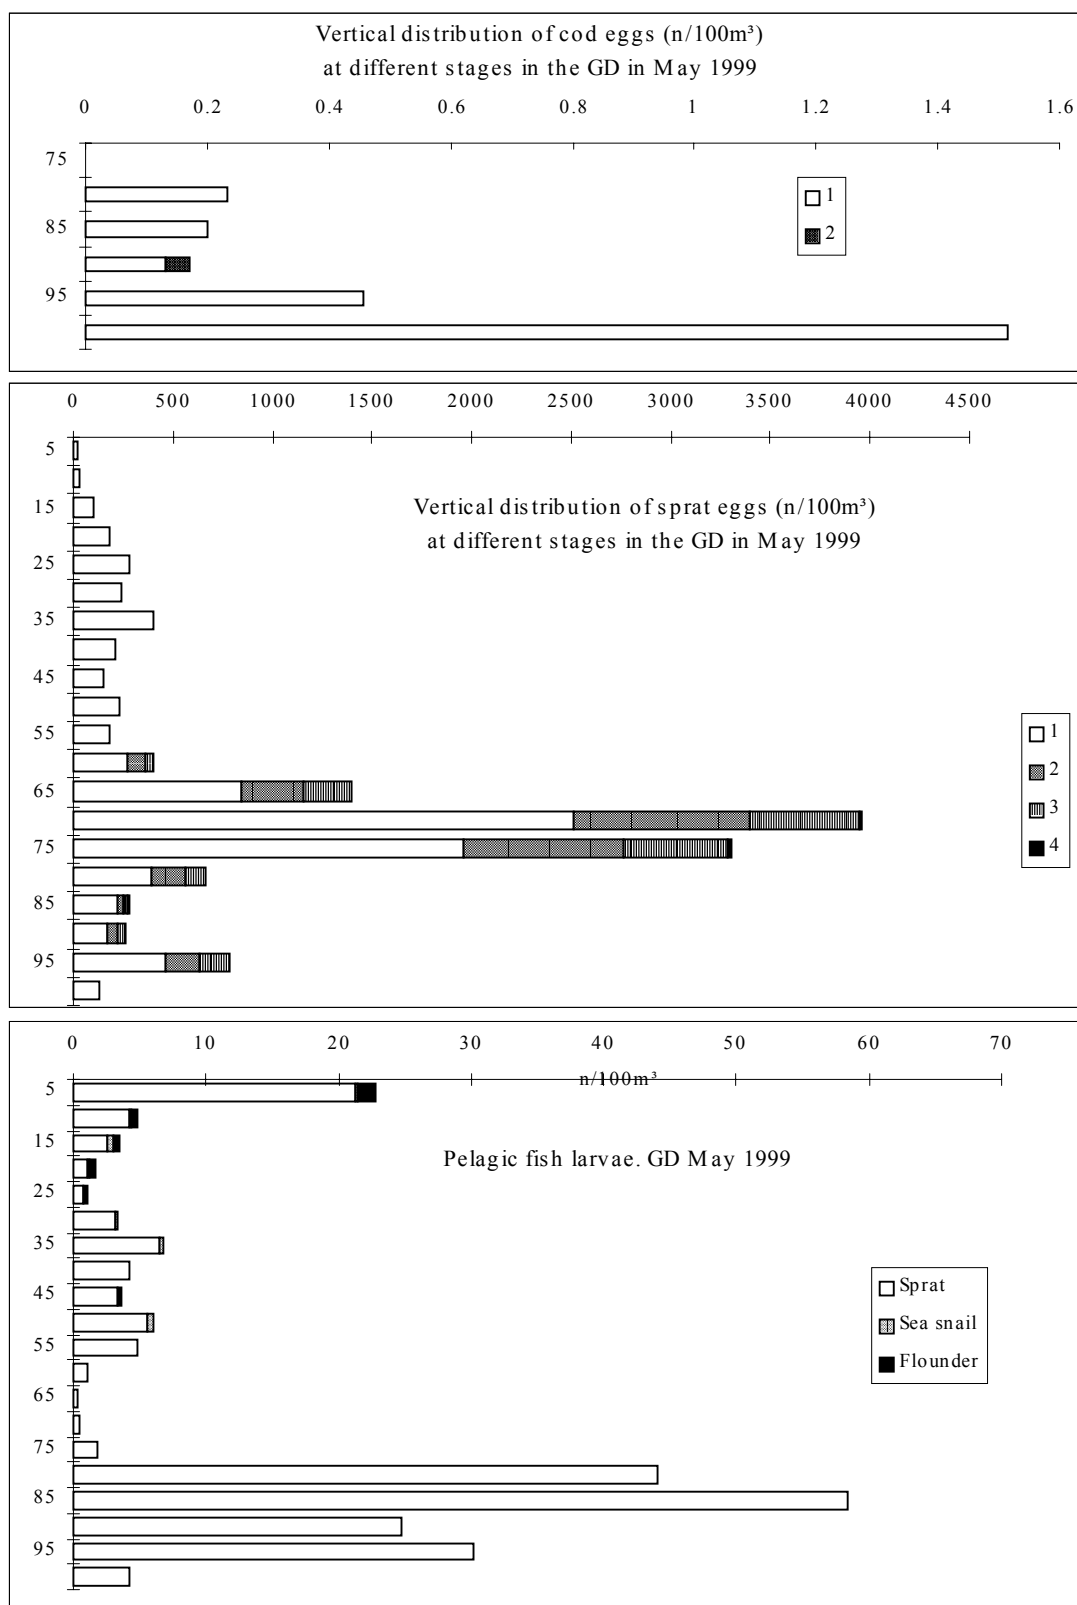 Vertical distribution of cod eggs (n/100m³)
at different stages in the GD in May 1999
0 0.2 0.4 0.6 0.8 1 1.2 1.4 1.6
75
85
95
1
2
0 500 1000 1500 2000 2500 3000 3500 4000 4500
5
15
25
35
45
55
65
75
85
95
Vertical distribution of sprat eggs (n/100m³)
at different stages in the GD in May 1999
1
2
3
4
0 10 20 30 40 50 60 70
n/100m³
5
15
25
35
45
55
65
75
85
95
Pelagic fish larvae. GD May 1999
Sprat
Sea snail
Flounder